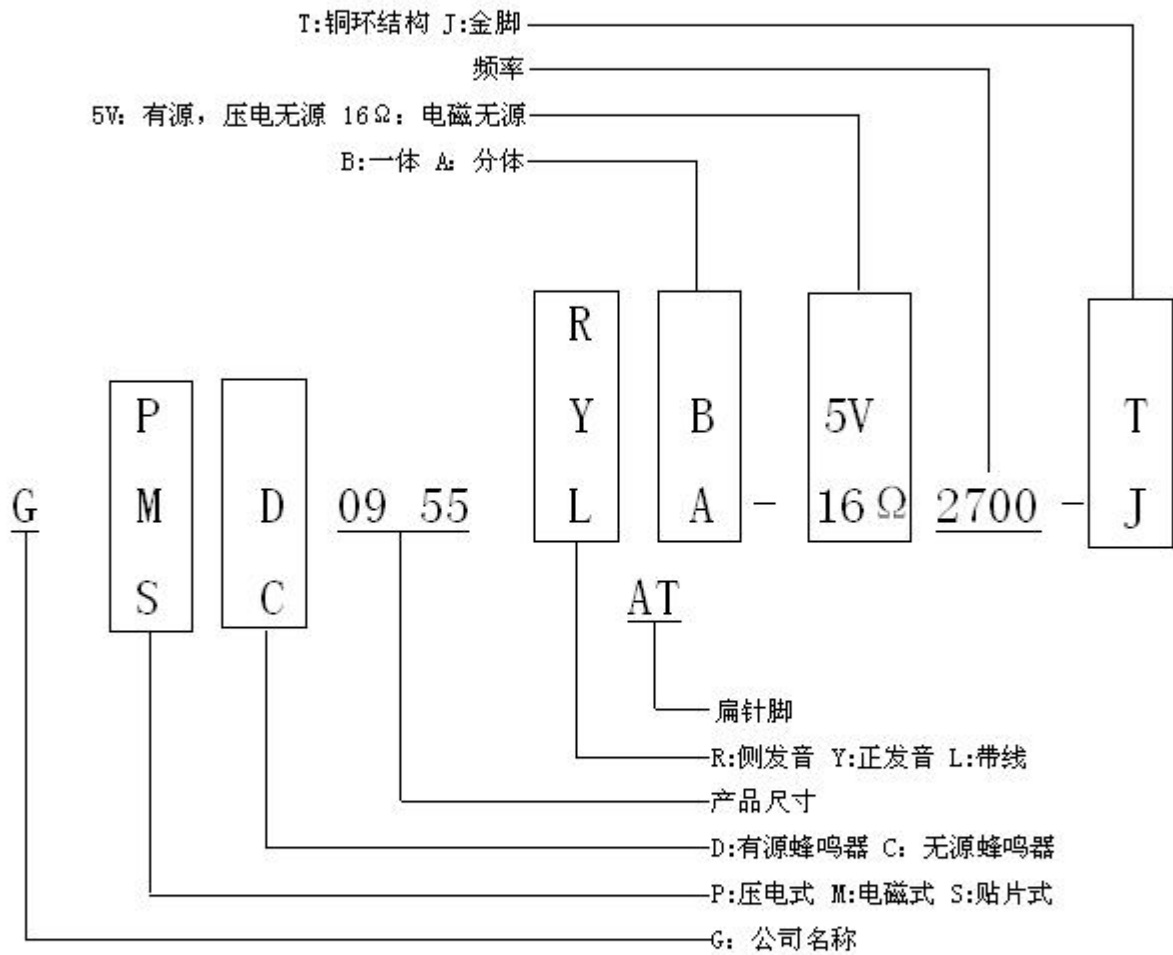 T:铜环结构 J:金脚
频率
5V: 有源，压电无源 16Ω: 电磁无源
B:一体 A: 分体
R B
P Y B 5V T
G M D 09 55 L A - 16Ω 2700 - J
S C AT
扁针脚
R:侧发音 Y:正发音 L:带线
产品尺寸
D:有源蜂鸣器 C: 无源蜂鸣器
P:压电式 M:电磁式 S:贴片式
G: 公司名称